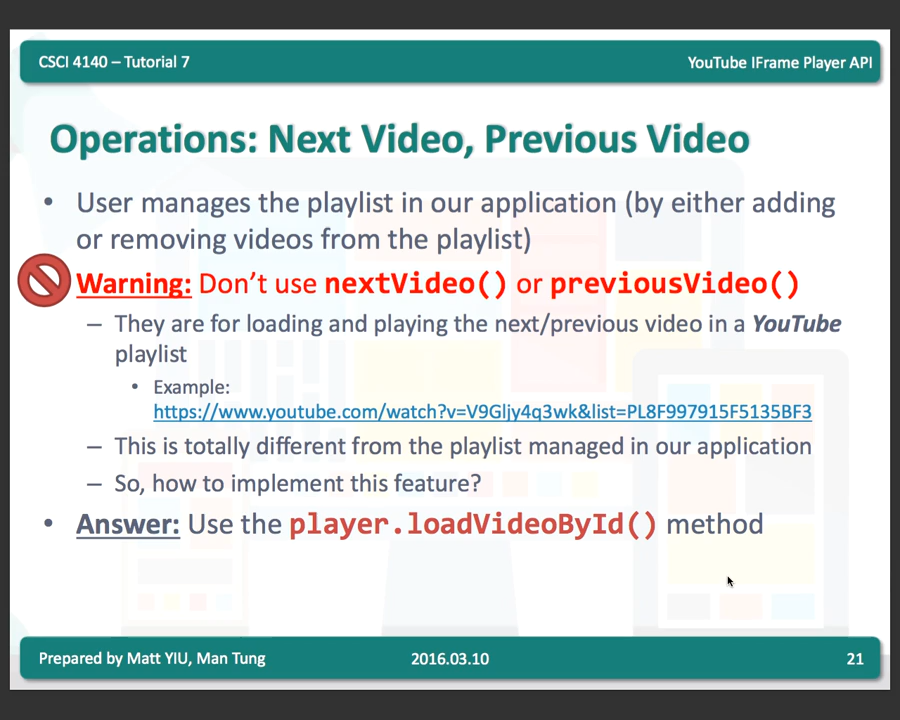 CSCI 4140 – Tutorial 7
YouTube IFrame Player API
Operations: Next Video, Previous Video
• User manages the playlist in our application (by either adding
or removing videos from the playlist)
Warning: Don't use nextVideo() or previousVideo()
– They are for loading and playing the next/previous video in a YouTube
playlist
• Example:
https://www.youtube.com/watch?v=V9Gljy4q3wk&list=PL8F997915F5135BF3
– This is totally different from the playlist managed in our application
– So, how to implement this feature?
• Answer: Use the player.loadVideoById() method
Prepared by Matt YIU, Man Tung
2016.03.10
21